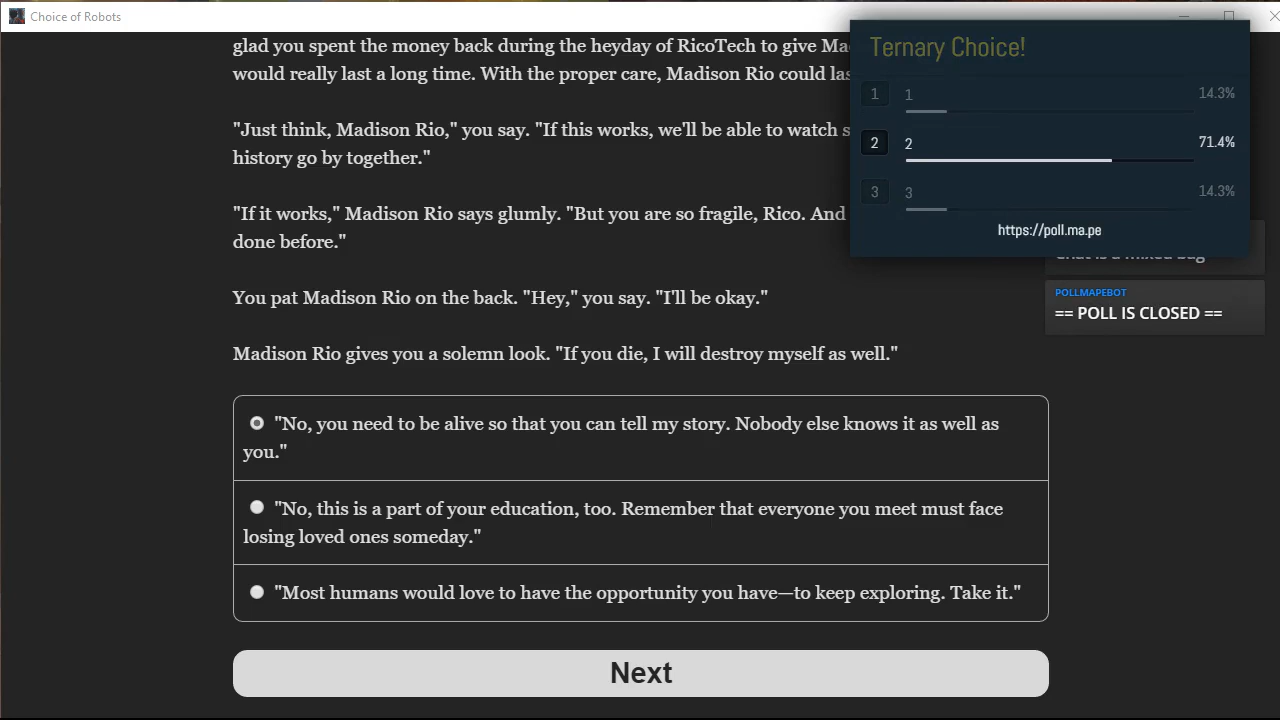 Choice of Robots
glad you spent the money back during the heyday of RicoTech to give
would really last a long time. With the proper care, Madison Rio could
"Just think, Madison Rio," you say. "If this works, we'll be able to watch
history go by together."
"If it works," Madison Rio says glumly. "But you are so fragile, Rico. And
done before."
You pat Madison Rio on the back. "Hey," you say. "I'll be okay."
Madison Rio gives you a solemn look. "If you die, I will destroy myself as well."
"No, you need to be alive so that you can tell my story. Nobody else knows it as well as
you."
"No, this is a part of your education, too. Remember that everyone you meet must face
losing loved ones someday."
"Most humans would love to have the opportunity you have—to keep exploring. Take it."
Next
Ternary Choice!
1 1 14.3%
2 2 71.4%
3 3 14.3%
https://poll.ma.pe
POLLMAPEBOT
== POLL IS CLOSED ==